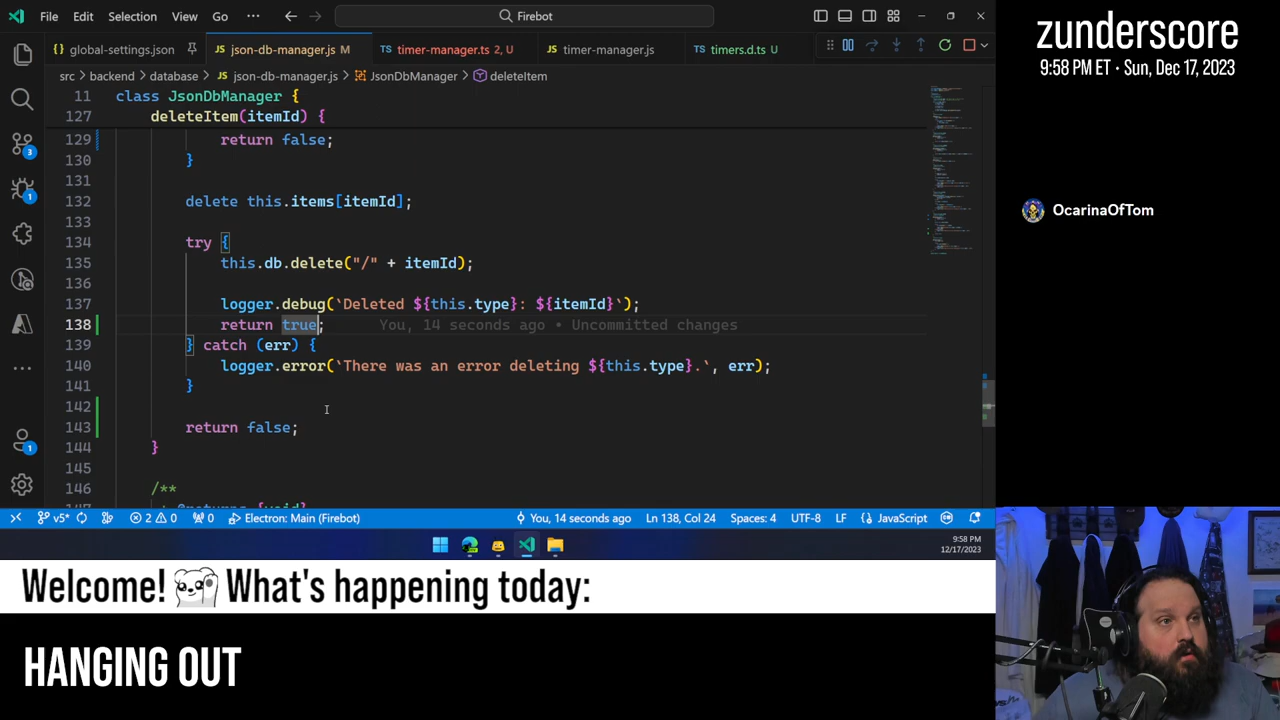 File Edit Selection View Go ··· Firebot
zunderscore
9:58 PM ET · Sun, Dec 17, 2023
global-settings.json json-db-manager.js M timer-manager.ts 2, U timer-manager.js timers.d.ts U
src > backend > database > json-db-manager.js > JsonDbManager > deleteItem
11 class JsonDbManager {
127 deleteItem(itemId) {
129 return false;
130 }
131
132 delete this.items[itemId];
133
134 try {
135 this.db.delete("/" + itemId);
136
137 logger.debug(`Deleted ${this.type}: ${itemId}`);
138 return true; You, 14 seconds ago • Uncommitted changes
139 } catch (err) {
140 logger.error(`There was an error deleting ${this.type}.`, err);
141 }
142
143 return false;
144 }
145
146 /**
3
1
1
OcarinaOfTom
v5* 2 0 0 Electron: Main (Firebot) You, 14 seconds ago Ln 138, Col 24 Spaces: 4 UTF-8 LF JavaScript
9:58 PM
12/17/2023
Welcome! What's happening today:
HANGING OUT